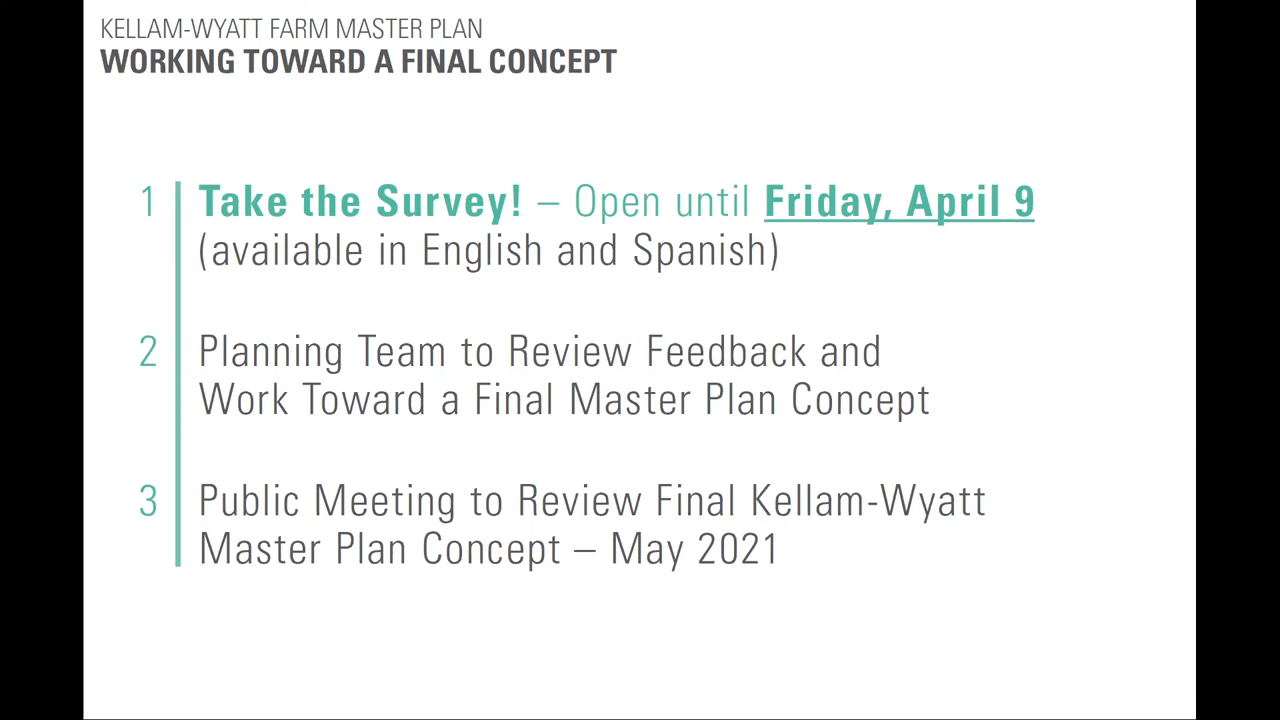 KELLAM-WYATT FARM MASTER PLAN
WORKING TOWARD A FINAL CONCEPT
1 Take the Survey! – Open until Friday, April 9
(available in English and Spanish)
2 Planning Team to Review Feedback and
Work Toward a Final Master Plan Concept
3 Public Meeting to Review Final Kellam-Wyatt
Master Plan Concept – May 2021